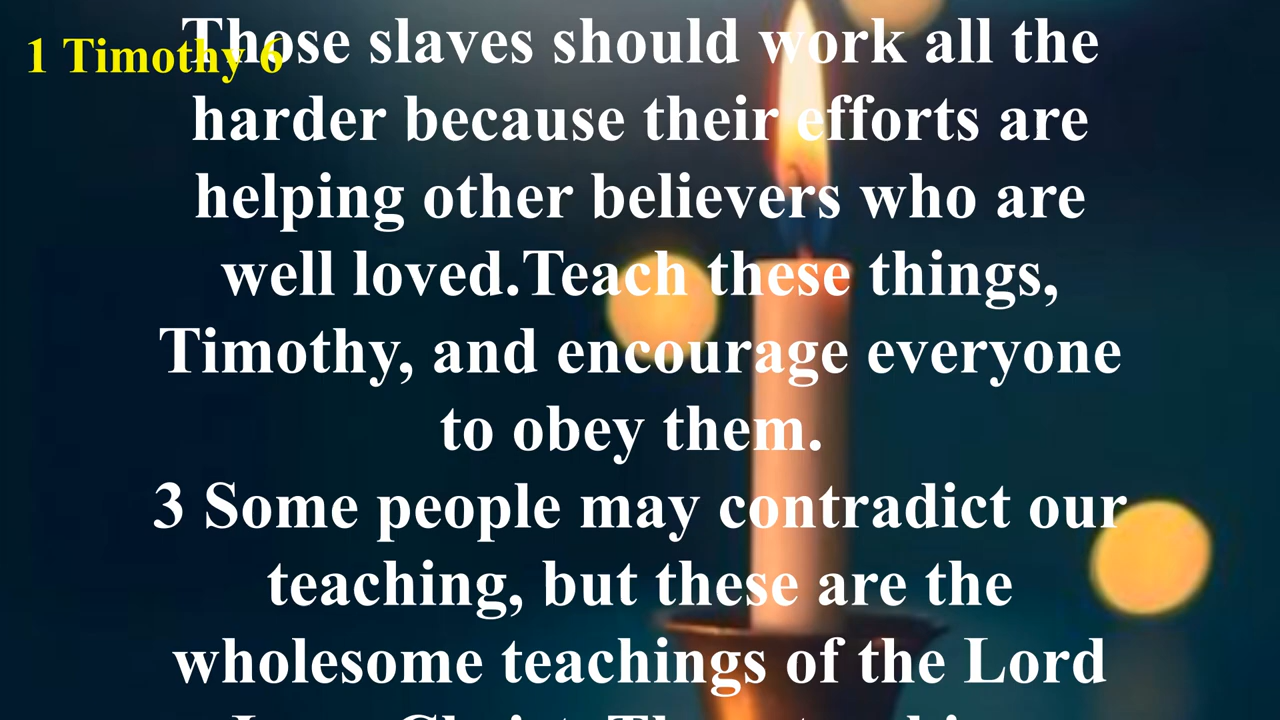 1 Timothy 6
Those slaves should work all the
harder because their efforts are
helping other believers who are
well loved.Teach these things,
Timothy, and encourage everyone
to obey them.
3 Some people may contradict our
teaching, but these are the
wholesome teachings of the Lord